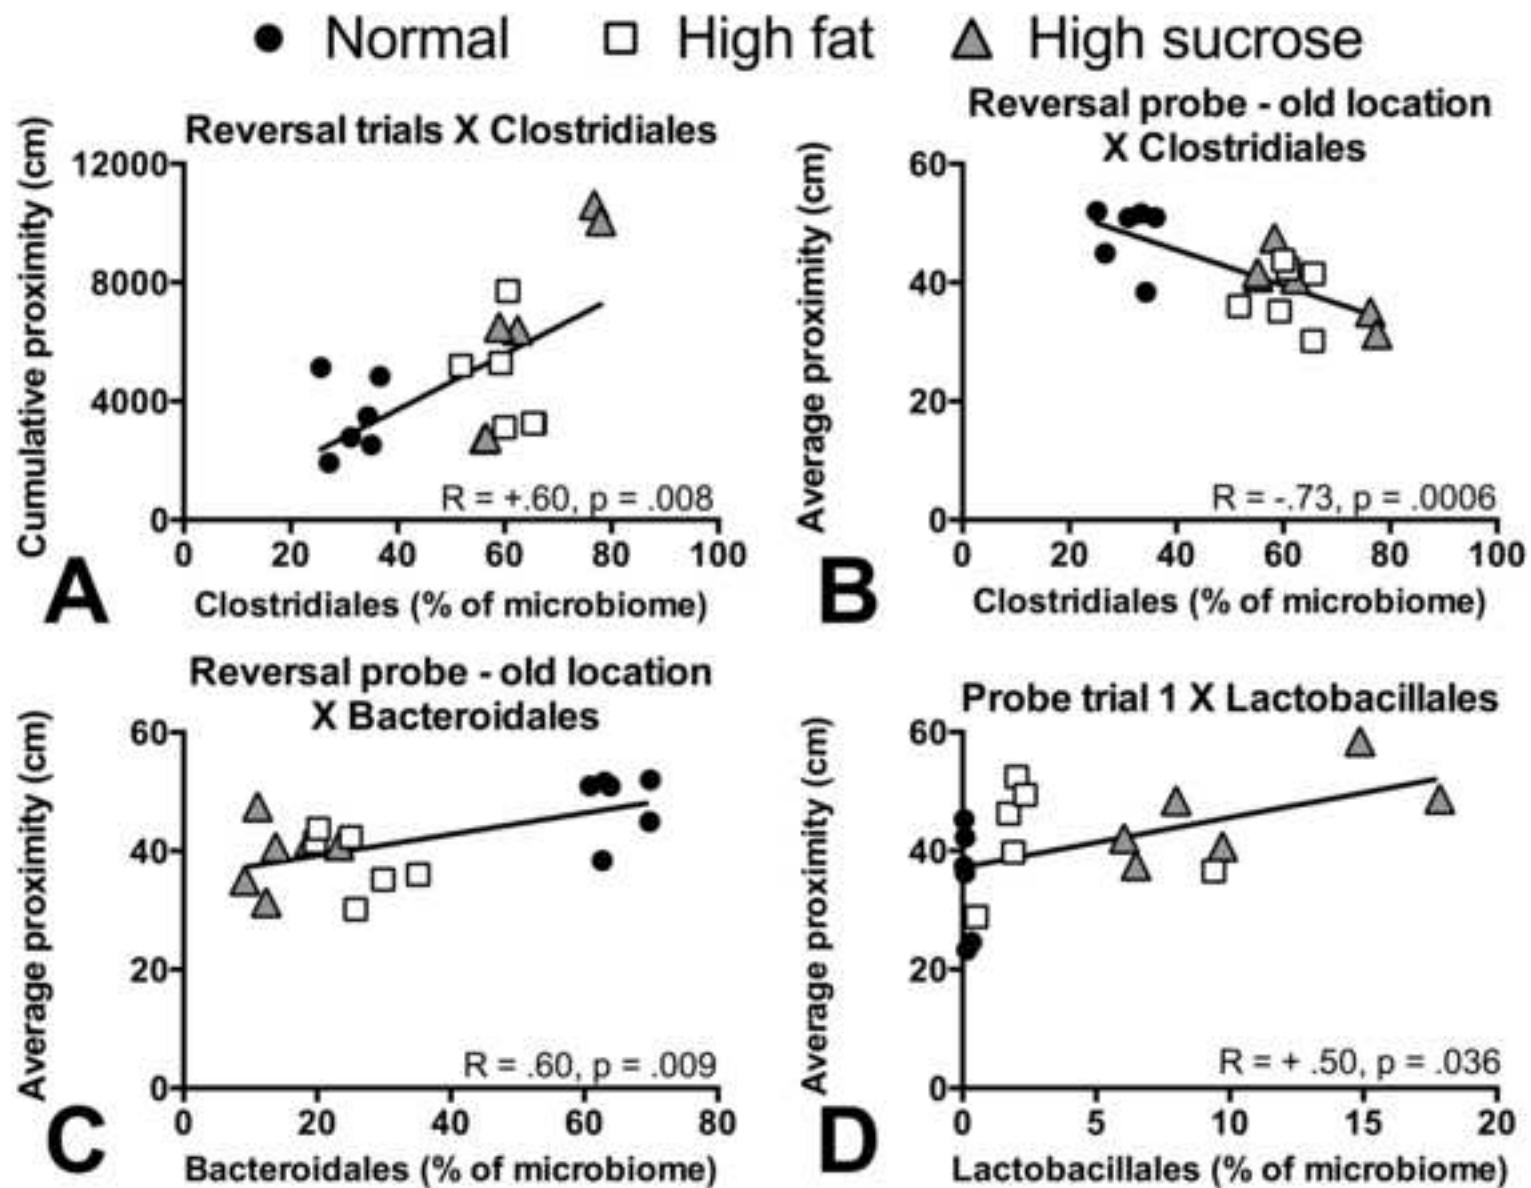 Normal High fat High sucrose
Reversal trials X Clostridiales
Cumulative proximity (cm)
12000
8000
4000
0
0 20 40 60 80 100
R = +.60, p = .008
Clostridiales (% of microbiome)
A
Reversal probe - old location
X Clostridiales
Average proximity (cm)
60
40
20
0
0 20 40 60 80 100
R = -.73, p = .0006
Clostridiales (% of microbiome)
B
Reversal probe - old location
X Bacteroidales
Average proximity (cm)
60
40
20
0
0 20 40 60 80
R = .60, p = .009
Bacteroidales (% of microbiome)
C
Probe trial 1 X Lactobacillales
Average proximity (cm)
60
40
20
0
0 5 10 15 20
R = + .50, p = .036
Lactobacillales (% of microbiome)
D